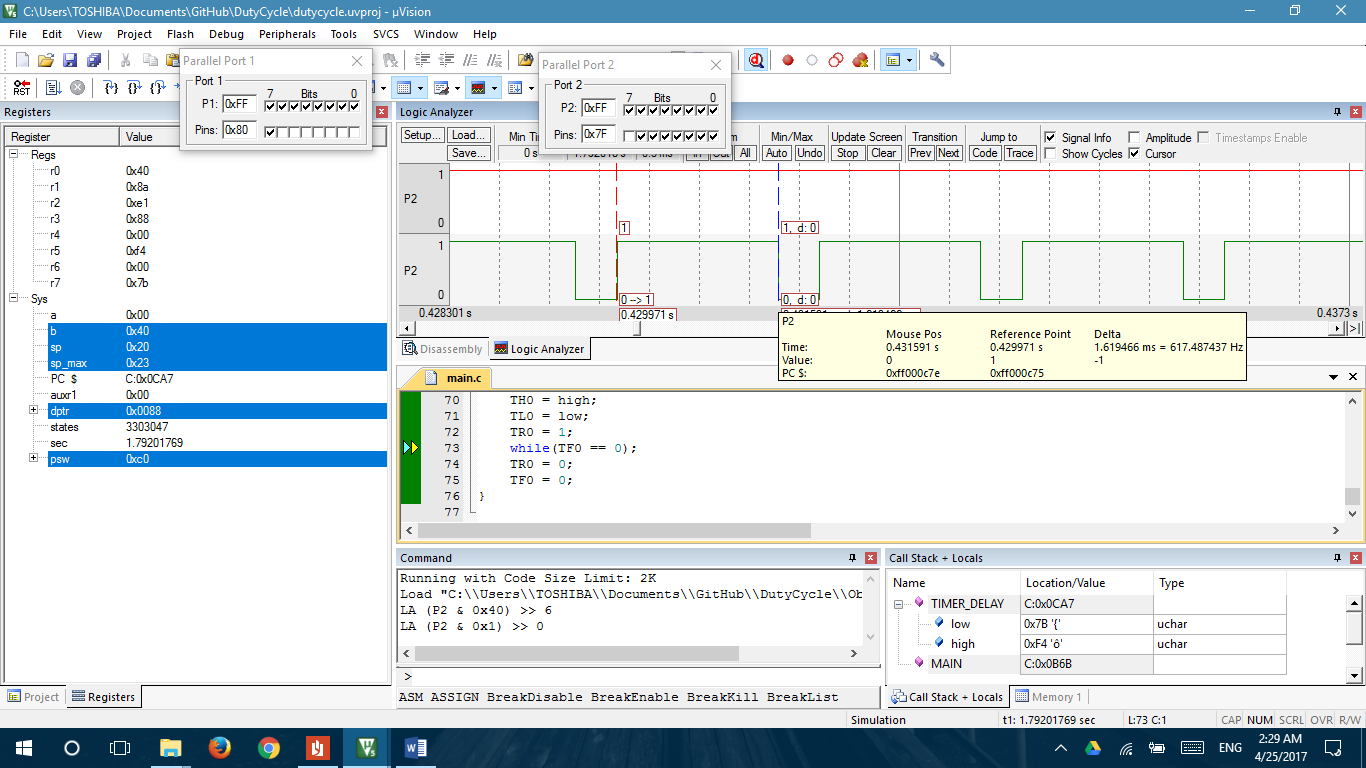 C:\Users\TOSHIBA\Documents\GitHub\DutyCycle\dutycycle.uvproj - µVision
File Edit View Project Flash Debug Peripherals Tools SVCS Window Help
RST
Parallel Port 1
Port 1
7 Bits 0
P1: 0xFF
Pins: 0x80
Parallel Port 2
Port 2
7 Bits 0
P2: 0xFF
Pins: 0x7F
Registers
Register Value
Regs
r0 0x40
r1 0x8a
r2 0xe1
r3 0x88
r4 0x00
r5 0xf4
r6 0x00
r7 0x7b
Sys
a 0x00
b 0x40
sp 0x20
sp_max 0x23
PC $ C:0x0CA7
auxr1 0x00
dptr 0x0088
states 3303047
sec 1.79201769
psw 0xc0
Project Registers
Logic Analyzer
Setup... Load... Min/Max Update Screen Transition Jump to Signal Info Amplitude Timestamps Enable
Save... 0 s All Auto Undo Stop Clear Prev Next Code Trace Show Cycles Cursor
1
P2
0
1 1, d: 0
1
P2
0
0 --> 1 0, d: 0
0.428301 s 0.429971 s 0.4373 s
P2
Mouse Pos Reference Point Delta
Time: 0.431591 s 0.429971 s 1.619466 ms = 617.487437 Hz
Value: 0 1 -1
PC $: 0xff000c7e 0xff000c75
Disassembly Logic Analyzer
main.c
70 TH0 = high;
71 TL0 = low;
72 TR0 = 1;
73 while(TF0 == 0);
74 TR0 = 0;
75 TF0 = 0;
76 }
77
Command
Running with Code Size Limit: 2K
Load "C:\\Users\\TOSHIBA\\Documents\\GitHub\\DutyCycle\\Ob
LA (P2 & 0x40) >> 6
LA (P2 & 0x1) >> 0
>
ASM ASSIGN BreakDisable BreakEnable BreakKill BreakList
Call Stack + Locals
Name Location/Value Type
TIMER_DELAY C:0x0CA7
low 0x7B '{' uchar
high 0xF4 'ô' uchar
MAIN C:0x0B6B
Call Stack + Locals Memory 1
Simulation t1: 1.79201769 sec L:73 C:1 CAP NUM SCRL OVR R/W
ENG 2:29 AM
4/25/2017